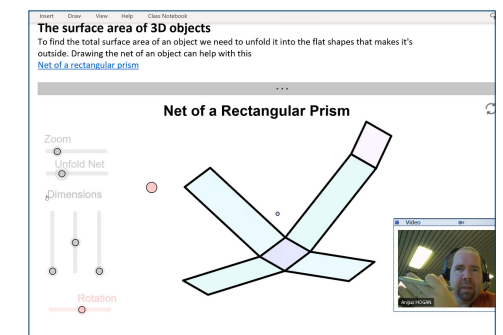 Insert Draw View Help Class Notebook
The surface area of 3D objects
To find the total surface area of an object we need to unfold it into the flat shapes that makes it's
outside. Drawing the net of an object can help with this
Net of a rectangular prism
...
Net of a Rectangular Prism
Zoom
Unfold Net
Dimensions
Rotation
Video
Angus HOGAN